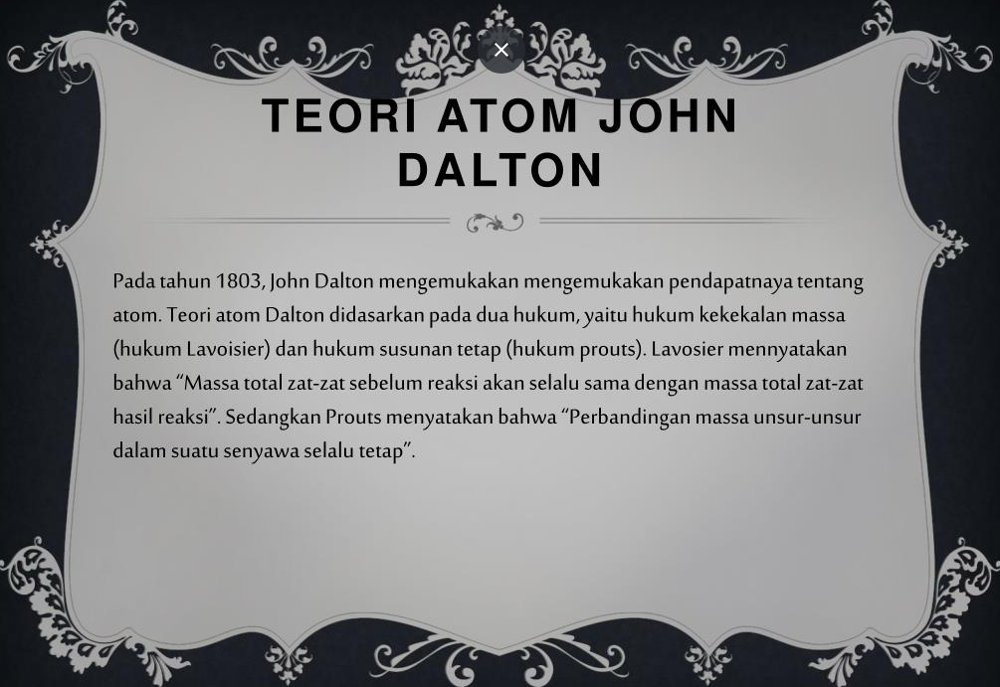 TEORI ATOM JOHN
DALTON
Pada tahun 1803, John Dalton mengemukakan mengemukakan pendapatnaya tentang
atom. Teori atom Dalton didasarkan pada dua hukum, yaitu hukum kekekalan massa
(hukum Lavoisier) dan hukum susunan tetap (hukum prouts). Lavosier mennyatakan
bahwa “Massa total zat-zat sebelum reaksi akan selalu sama dengan massa total zat-zat
hasil reaksi”. Sedangkan Prouts menyatakan bahwa “Perbandingan massa unsur-unsur
dalam suatu senyawa selalu tetap”.